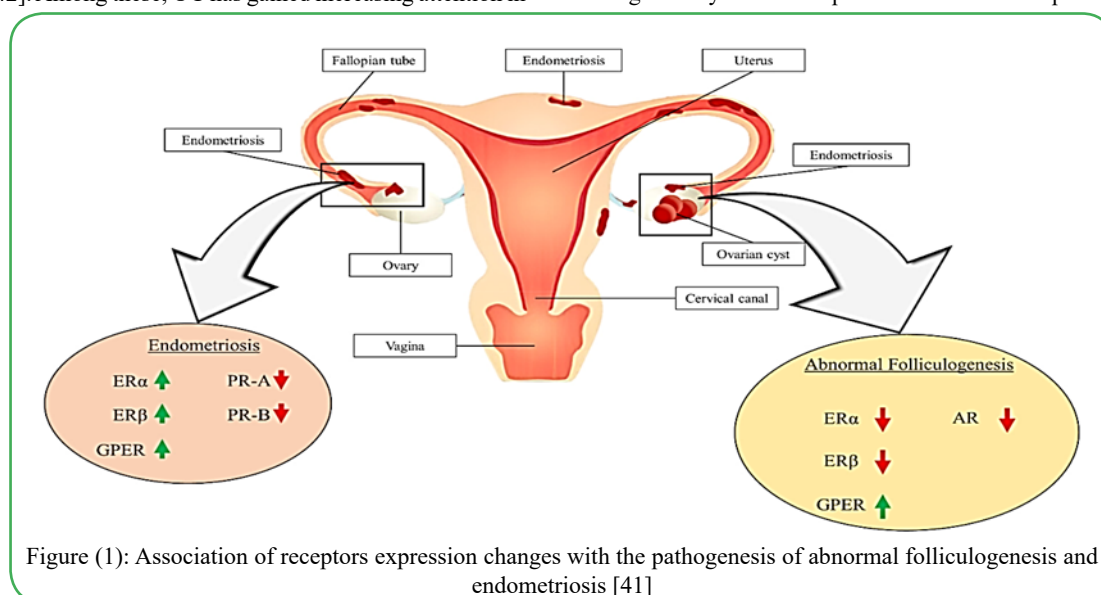 Fallopian tube
Endometriosis
Uterus
Endometriosis
Endometriosis
Ovary
Ovarian cyst
Cervical canal
Vagina
Endometriosis
ERα PR-A
ERβ PR-B
GPER
Abnormal Folliculogenesis
ERα AR
ERβ
GPER
Figure (1): Association of receptors expression changes with the pathogenesis of abnormal folliculogenesis and
endometriosis [41]